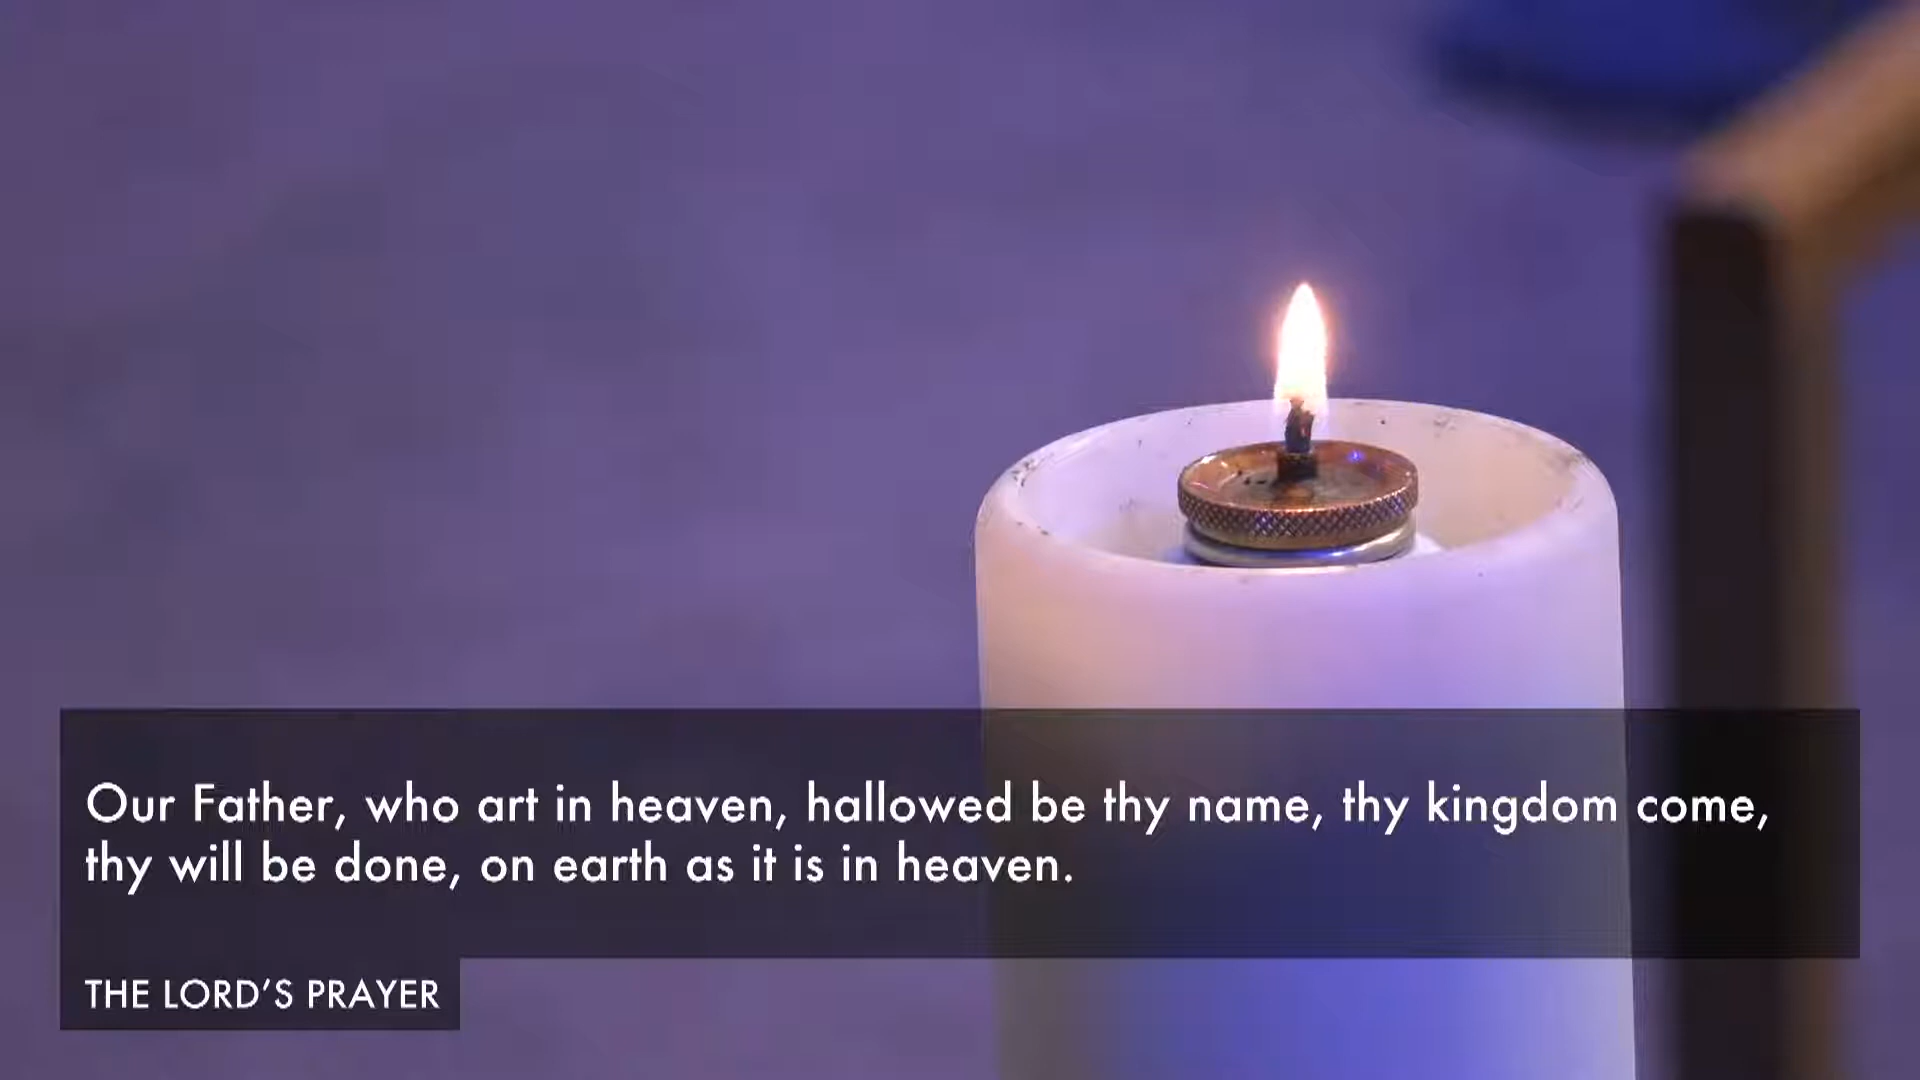 Our Father, who art in heaven, hallowed be thy name, thy kingdom come,
thy will be done, on earth as it is in heaven.
THE LORD’S PRAYER